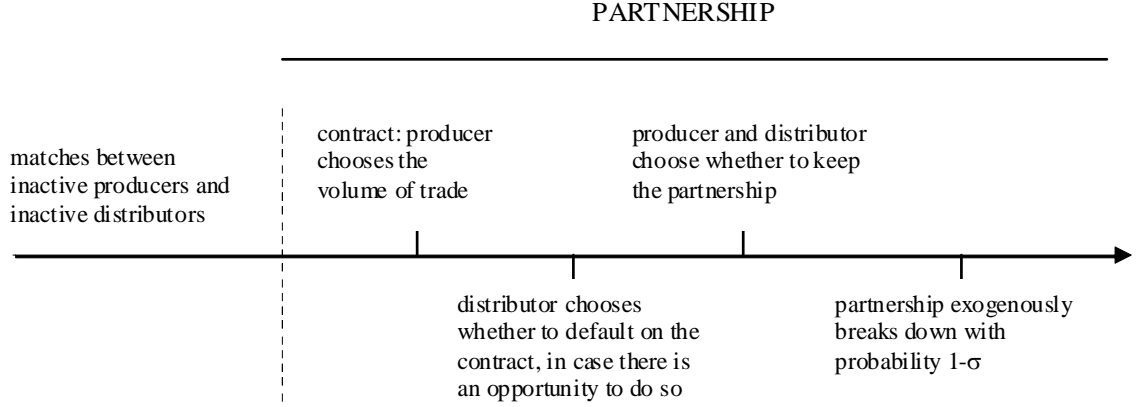 PARTNERSHIP
matches between
inactive producers and
inactive distributors
contract: producer
chooses the
volume of trade
producer and distributor
choose whether to keep
the partnership
distributor chooses
whether to default on the
contract, in case there is
an opportunity to do so
partnership exogenously
breaks down with
probability 1-σ